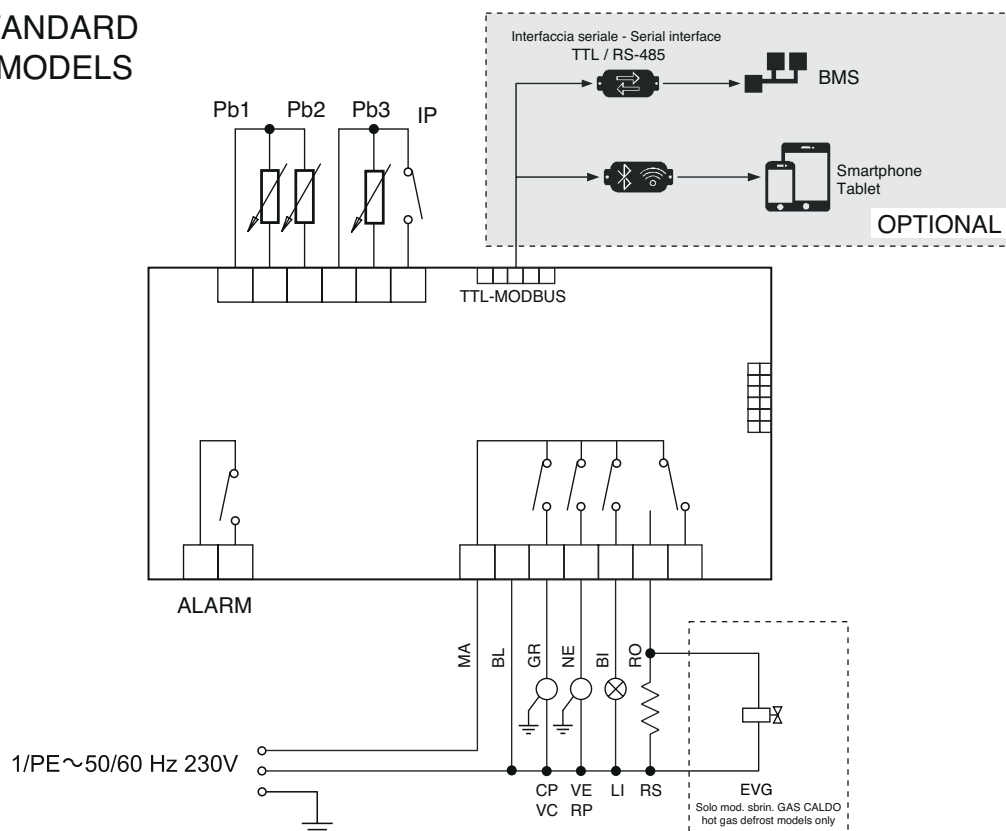 MODELS
Interfaccia seriale - Serial interface
TTL / RS-485
BMS
Smartphone
Tablet
OPTIONAL
Pb1 Pb2 Pb3 IP
TTL-MODBUS
ALARM
MA BL GR NE BI RO
1/PE～50/60 Hz 230V
CP VE LI RS
VC RP
EVG
Solo mod. sbrin. GAS CALDO
hot gas defrost models only